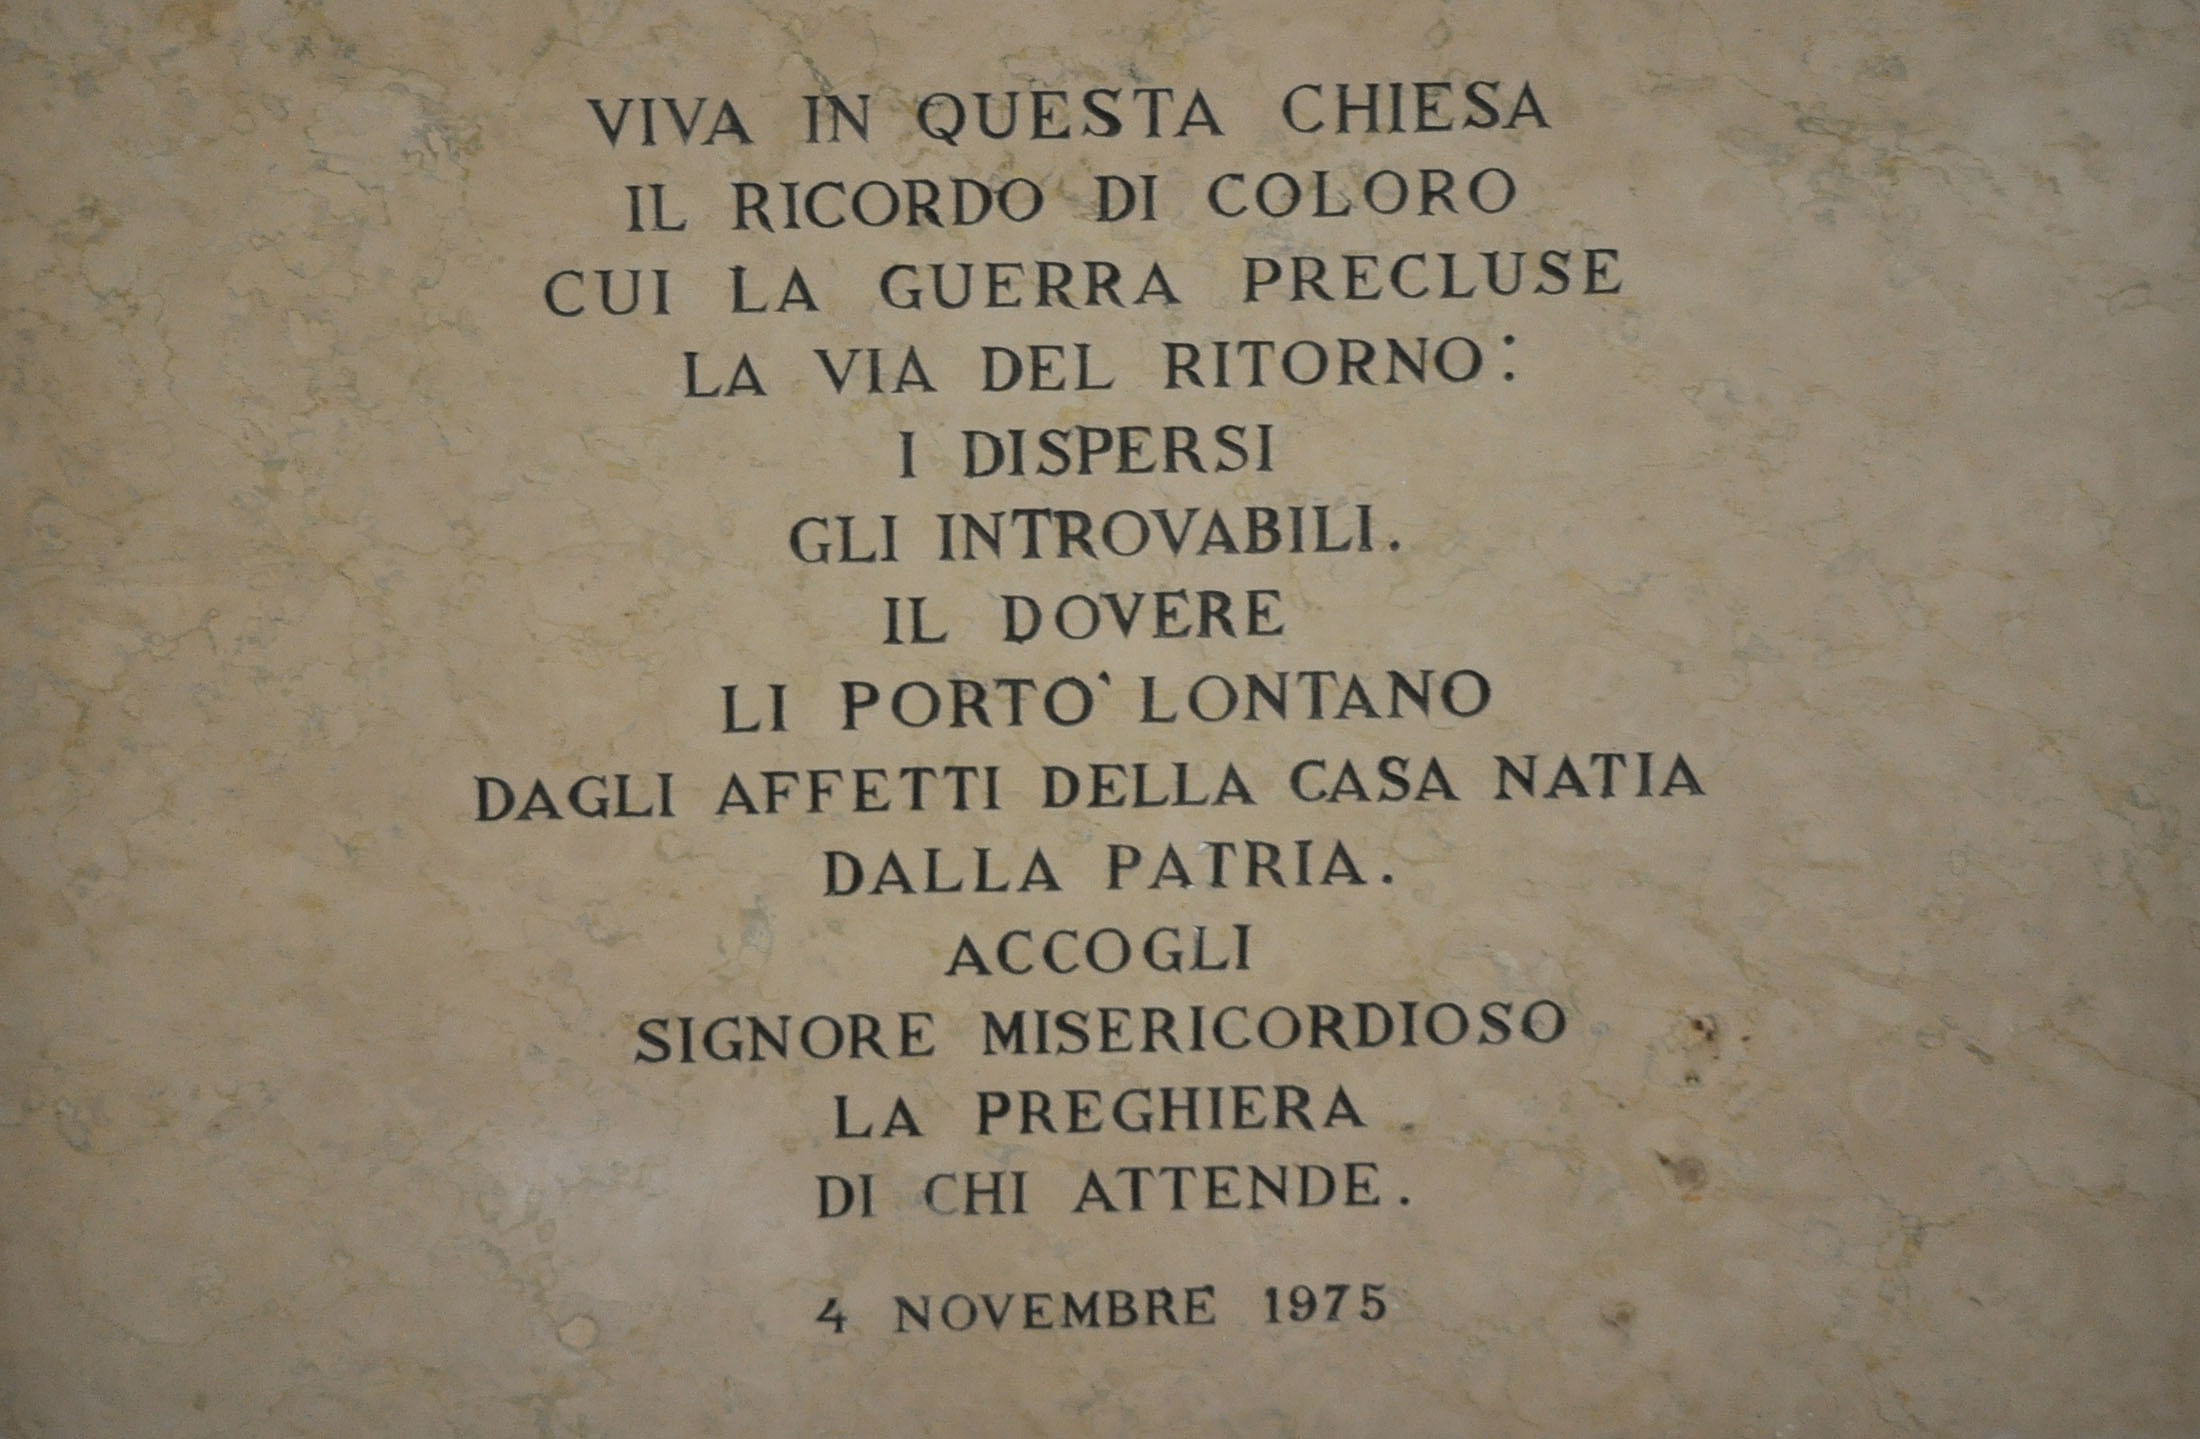 VIVA IN QUESTA CHIESA
IL RICORDO DI COLORO
CUI LA GUERRA PRECLUSE
LA VIA DEL RITORNO:
I DISPERSI
GLI INTROVABILI.
IL DOVERE
LI PORTO` LONTANO
DAGLI AFFETTI DELLA CASA NATIA
DALLA PATRIA.
ACCOGLI
SIGNORE MISERICORDIOSO
LA PREGHIERA
DI CHI ATTENDE.
4 NOVEMBRE 1975